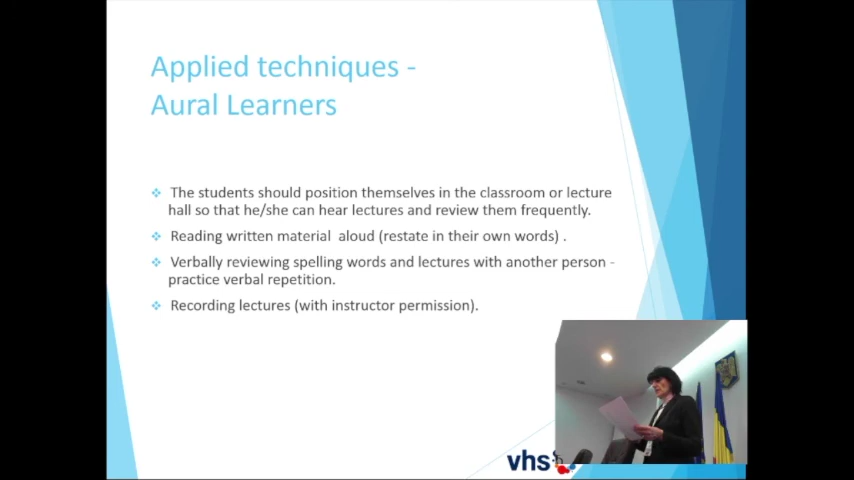 Applied techniques -
Aural Learners
The students should position themselves in the classroom or lecture
hall so that he/she can hear lectures and review them frequently.
Reading written material aloud (restate in their own words) .
Verbally reviewing spelling words and lectures with another person -
practice verbal repetition.
Recording lectures (with instructor permission).
vhs